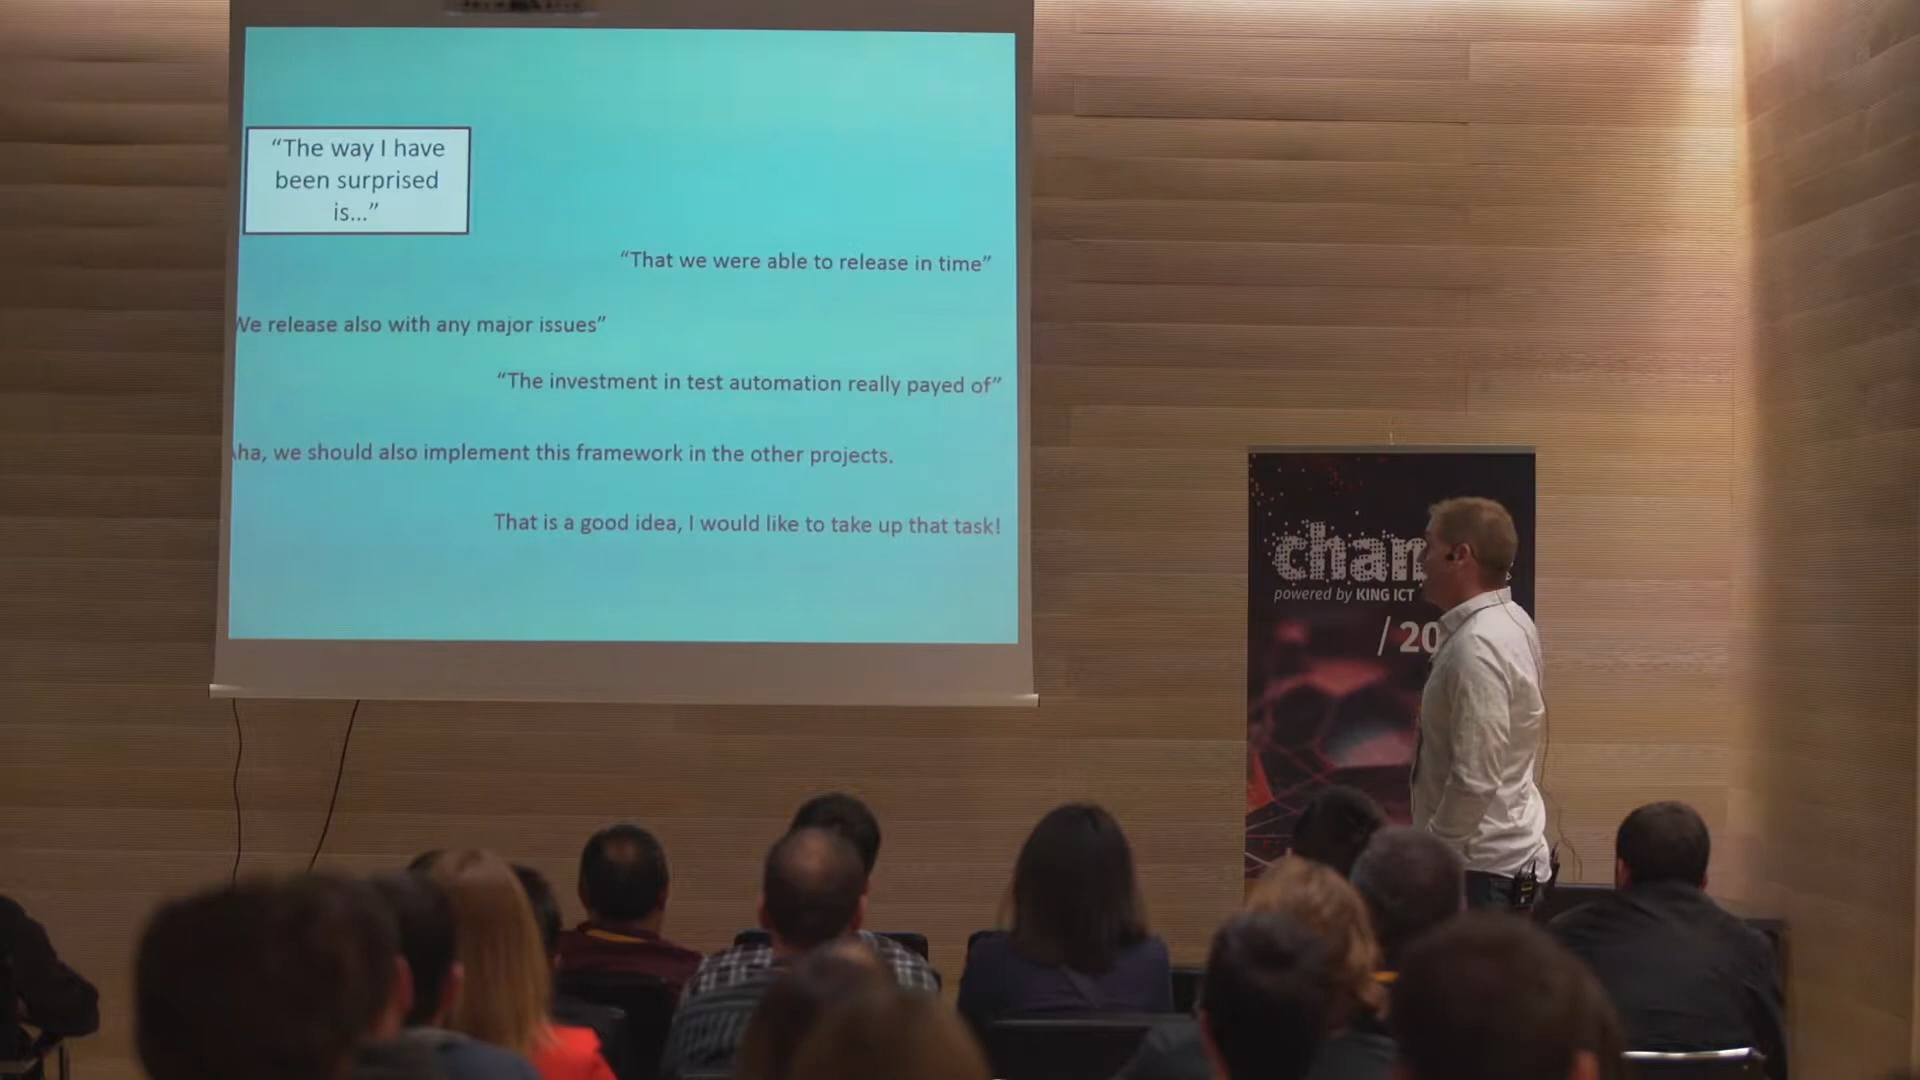 “The way I have
been surprised
is...”
“That we were able to release in time”
We release also with any major issues”
“The investment in test automation really payed of”
Aha, we should also implement this framework in the other projects.
That is a good idea, I would like to take up that task!
chan
powered by KING ICT
/ 20